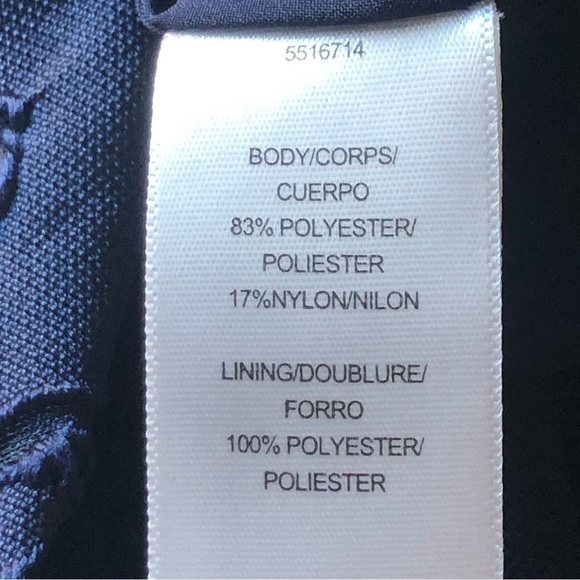 5516714
BODY/CORPS/
CUERPO
83% POLYESTER/
POLIESTER
17%NYLON/NILON
LINING/DOUBLURE/
FORRO
100% POLYESTER/
POLIESTER